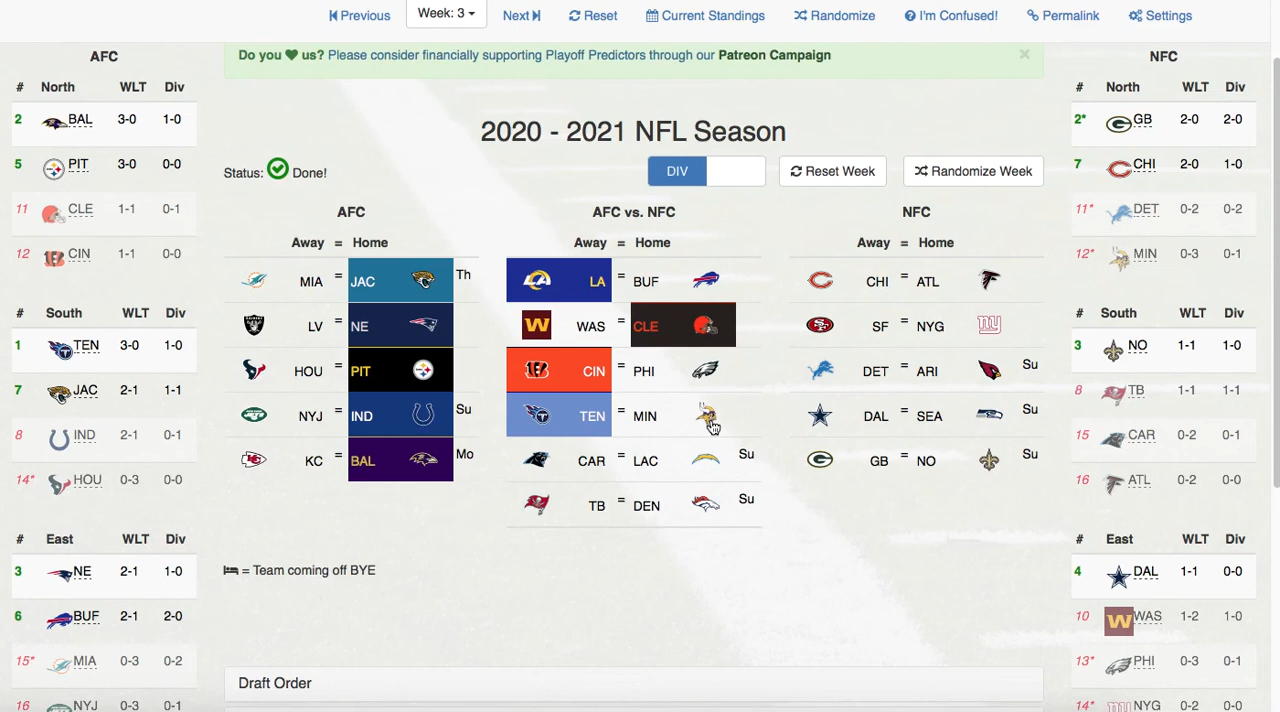 Previous Week: 3 Next Reset Current Standings Randomize I'm Confused! Permalink Settings
Do you us? Please consider financially supporting Playoff Predictors through our Patreon Campaign ×
AFC
# North WLT Div
2 BAL 3-0 1-0
5 PIT 3-0 0-0
11 CLE 1-1 0-1
12 CIN 1-1 0-0
# South WLT Div
1 TEN 3-0 1-0
7 JAC 2-1 1-1
8 IND 2-1 0-1
14* HOU 0-3 0-0
# East WLT Div
3 NE 2-1 1-0
6 BUF 2-1 2-0
15* MIA 0-3 0-2
16 NYJ 0-3 0-1
2020 - 2021 NFL Season
Status: Done!
DIV
Reset Week
Randomize Week
AFC
Away = Home
MIA = JAC Th
LV = NE
HOU = PIT
NYJ = IND Su
KC = BAL Mo
AFC vs. NFC
Away = Home
LA = BUF
W WAS = CLE
CIN = PHI
TEN = MIN
CAR = LAC Su
TB = DEN Su
NFC
Away = Home
CHI = ATL
SF = NYG
DET = ARI Su
DAL = SEA Su
GB = NO Su
= Team coming off BYE
Draft Order
NFC
# North WLT Div
2* GB 2-0 2-0
7 CHI 2-0 1-0
11* DET 0-2 0-2
12* MIN 0-3 0-1
# South WLT Div
3 NO 1-1 1-0
8 TB 1-1 1-1
15 CAR 0-2 0-1
16 ATL 0-2 0-0
# East WLT Div
4 DAL 1-1 0-0
10 W WAS 1-2 1-0
13* PHI 0-3 0-1
14* NYG 0-2 0-0